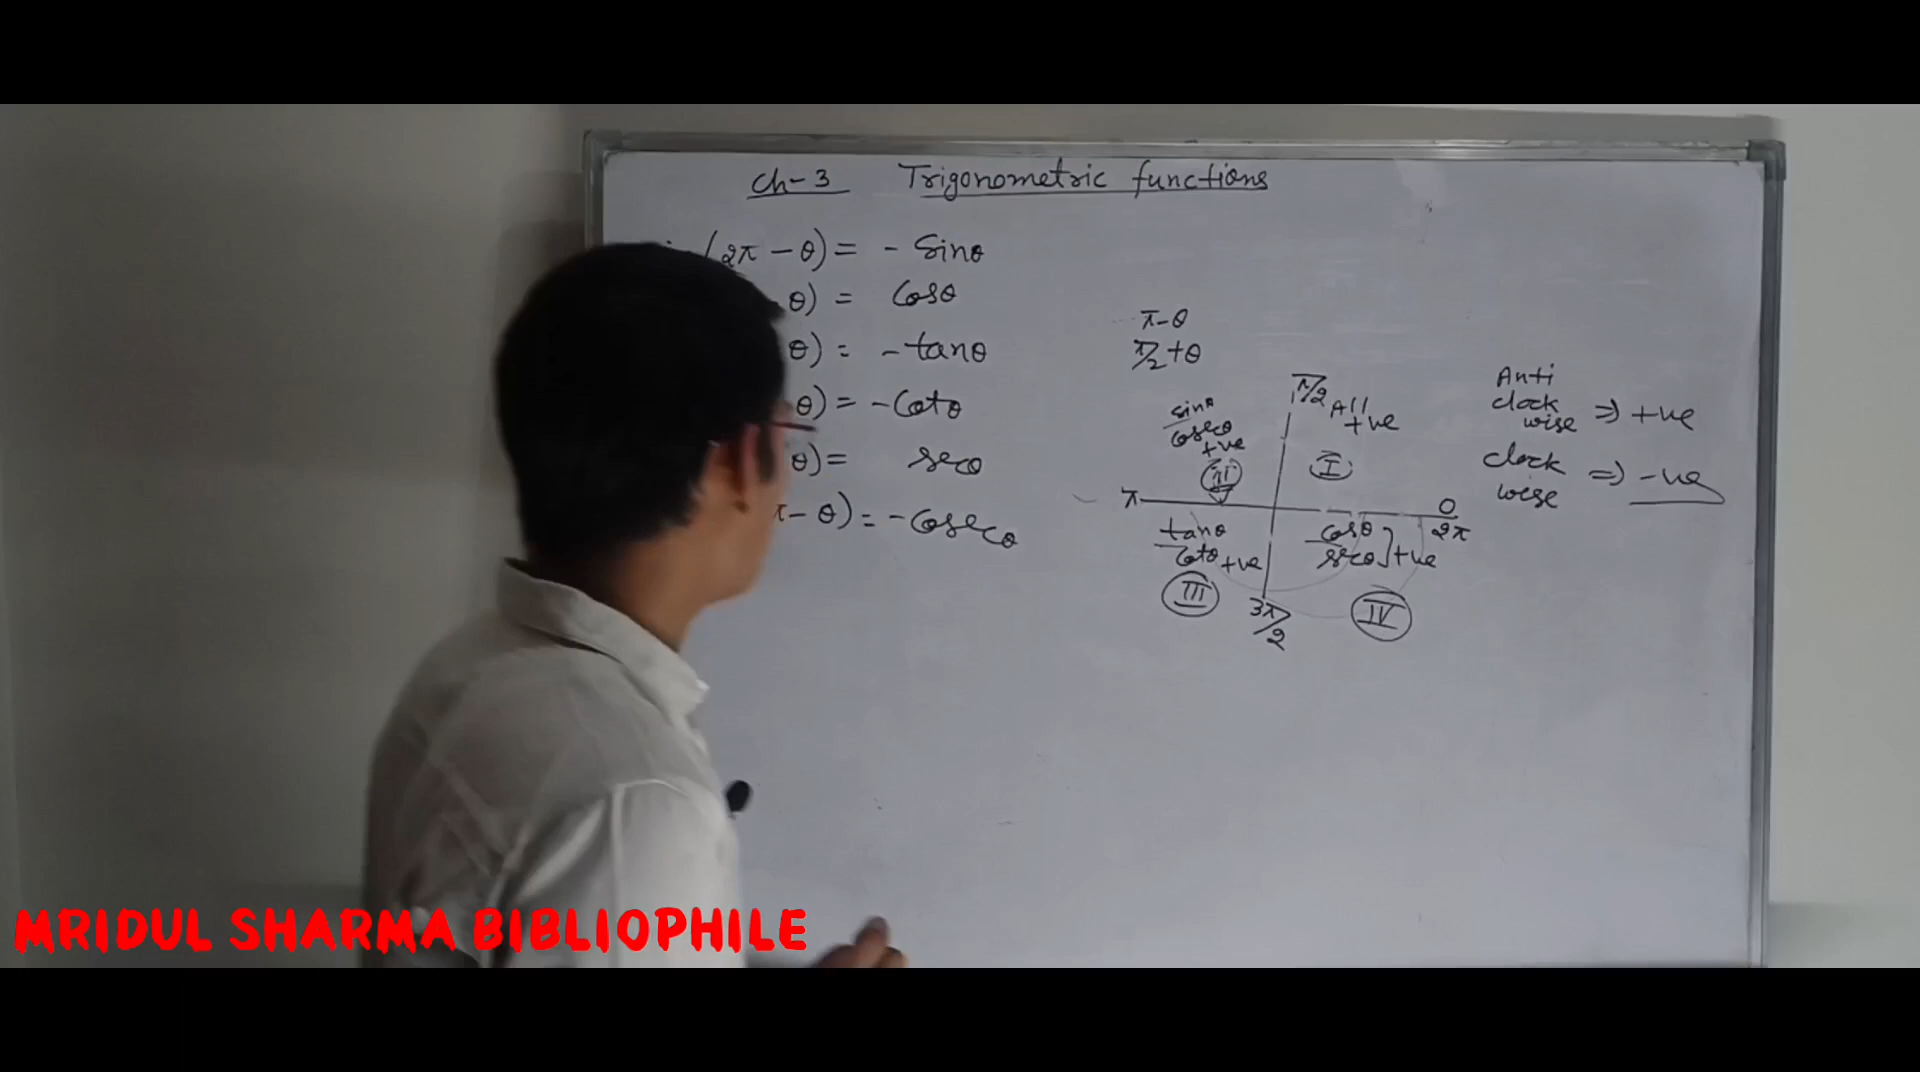 Ch-3 Trigonometric functions
(2π - θ) = - Sinθ
θ) = Cosθ
θ) = - tanθ
θ) = - Cotθ
θ) = secθ
π - θ) = - Cosecθ
π - θ
π/2 + θ
π/2
All
+ve
sinθ
cosecθ
+ve
II
I
π
0
2π
tanθ
cotθ +ve
III
cosθ
secθ] +ve
IV
3π/2
Anti
clock
wise ⇒ +ve
clock
wise ⇒ -ve
MRIDUL SHARMA BIBLIOPHILE